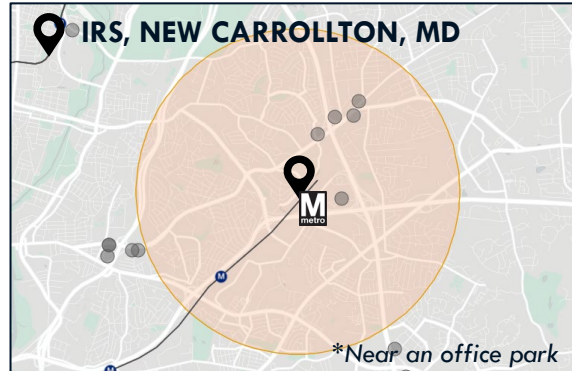 IRS, NEW CARROLLTON, MD
M
metro
M
M
*Near an office park